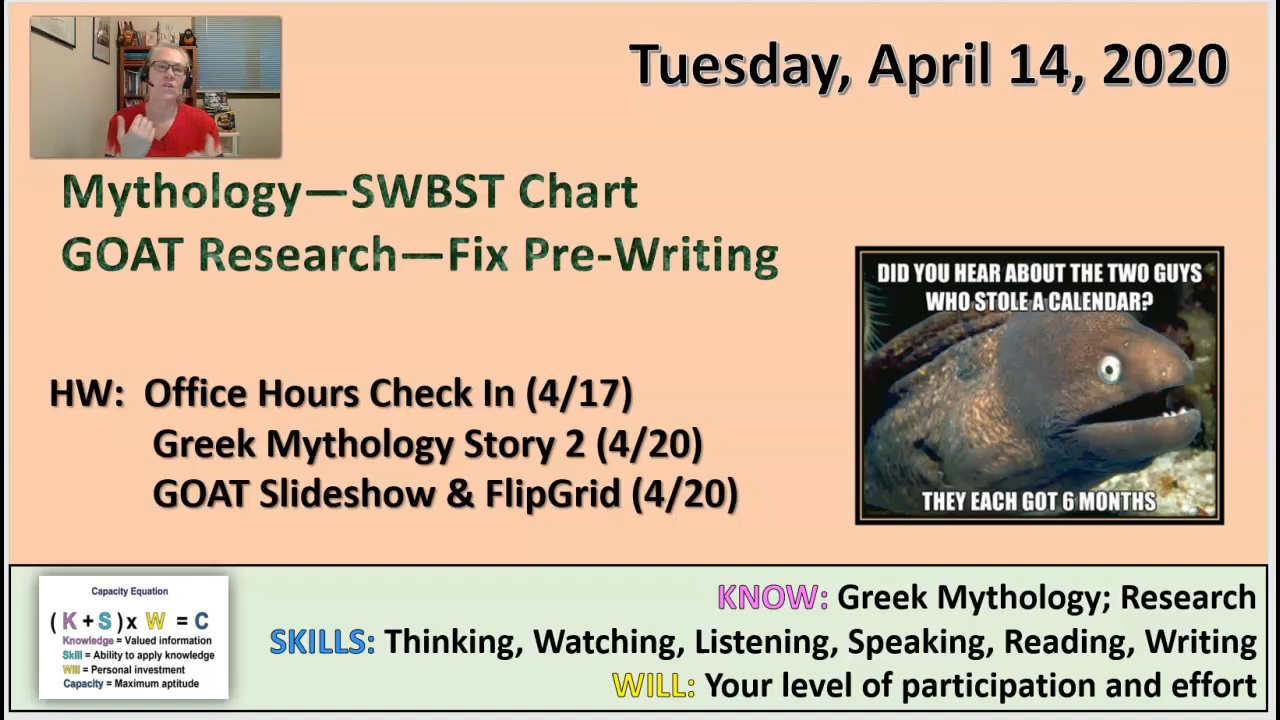 Tuesday, April 14, 2020
Mythology—SWBST Chart
GOAT Research—Fix Pre-Writing
DID YOU HEAR ABOUT THE TWO GUYS
WHO STOLE A CALENDAR?
THEY EACH GOT 6 MONTHS
HW: Office Hours Check In (4/17)
Greek Mythology Story 2 (4/20)
GOAT Slideshow & FlipGrid (4/20)
Capacity Equation
(K+S)x W = C
Knowledge = Valued information
Skill = Ability to apply knowledge
Will = Personal investment
Capacity = Maximum aptitude
KNOW: Greek Mythology; Research
SKILLS: Thinking, Watching, Listening, Speaking, Reading, Writing
WILL: Your level of participation and effort